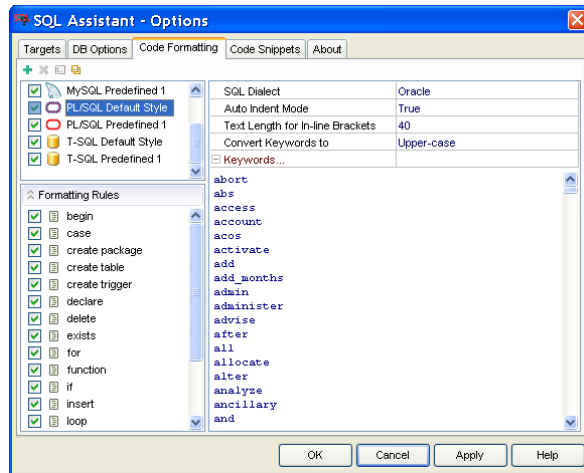 SQL Assistant - Options
Targets DB Options Code Formatting Code Snippets About
MySQL Predefined 1
PL/SQL Default Style
PL/SQL Predefined 1
T-SQL Default Style
T-SQL Predefined 1
SQL Dialect Oracle
Auto Indent Mode True
Text Length for In-line Brackets 40
Convert Keywords to Upper-case
Keywords...
Formatting Rules
begin
case
create package
create table
create trigger
declare
delete
exists
for
function
if
insert
loop
abort
abs
access
account
acos
activate
add
add_months
admin
administer
advise
after
all
allocate
alter
analyze
ancillary
and
OK Cancel Apply Help